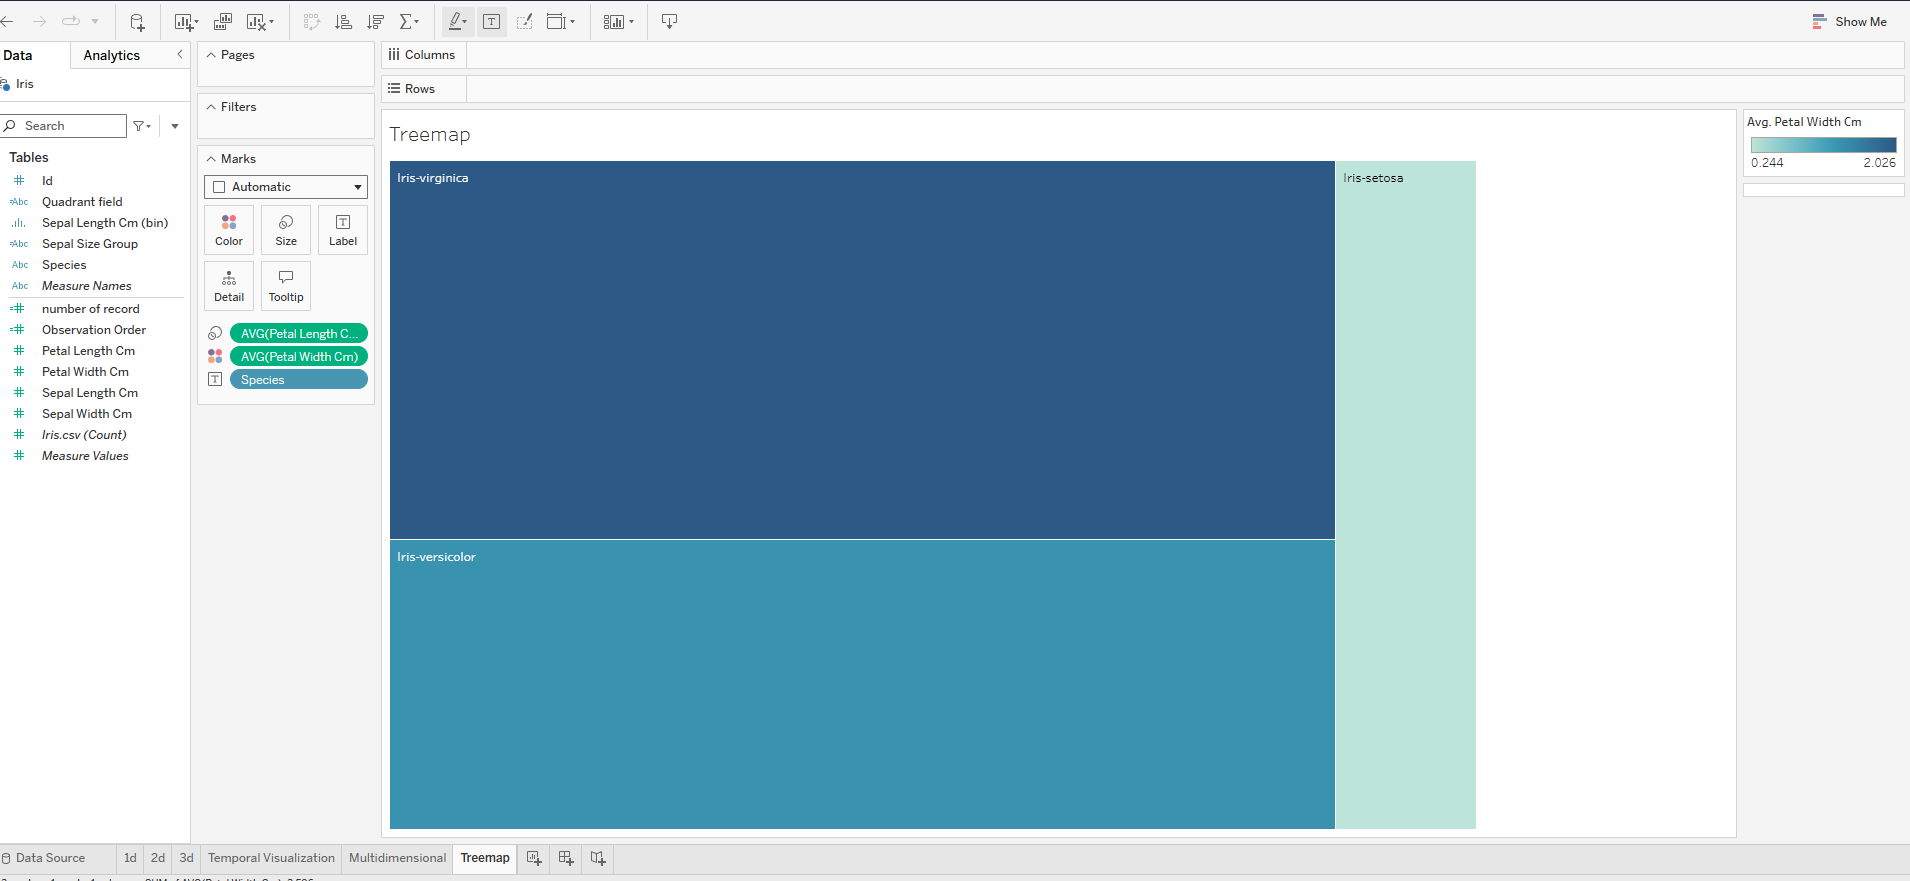 Show Me
Data
Analytics
Iris
Search
Tables
# Id
=Abc Quadrant field
Sepal Length Cm (bin)
=Abc Sepal Size Group
Abc Species
Abc Measure Names
=# number of record
=# Observation Order
# Petal Length Cm
# Petal Width Cm
# Sepal Length Cm
# Sepal Width Cm
# Iris.csv (Count)
# Measure Values
Pages
Filters
Marks
Automatic
Color
Size
T
Label
Detail
Tooltip
AVG(Petal Length C...
AVG(Petal Width Cm)
T Species
Columns
Rows
Treemap
Iris-virginica
Iris-setosa
Iris-versicolor
Avg. Petal Width Cm
0.244 2.026
Data Source
1d
2d
3d
Temporal Visualization
Multidimensional
Treemap